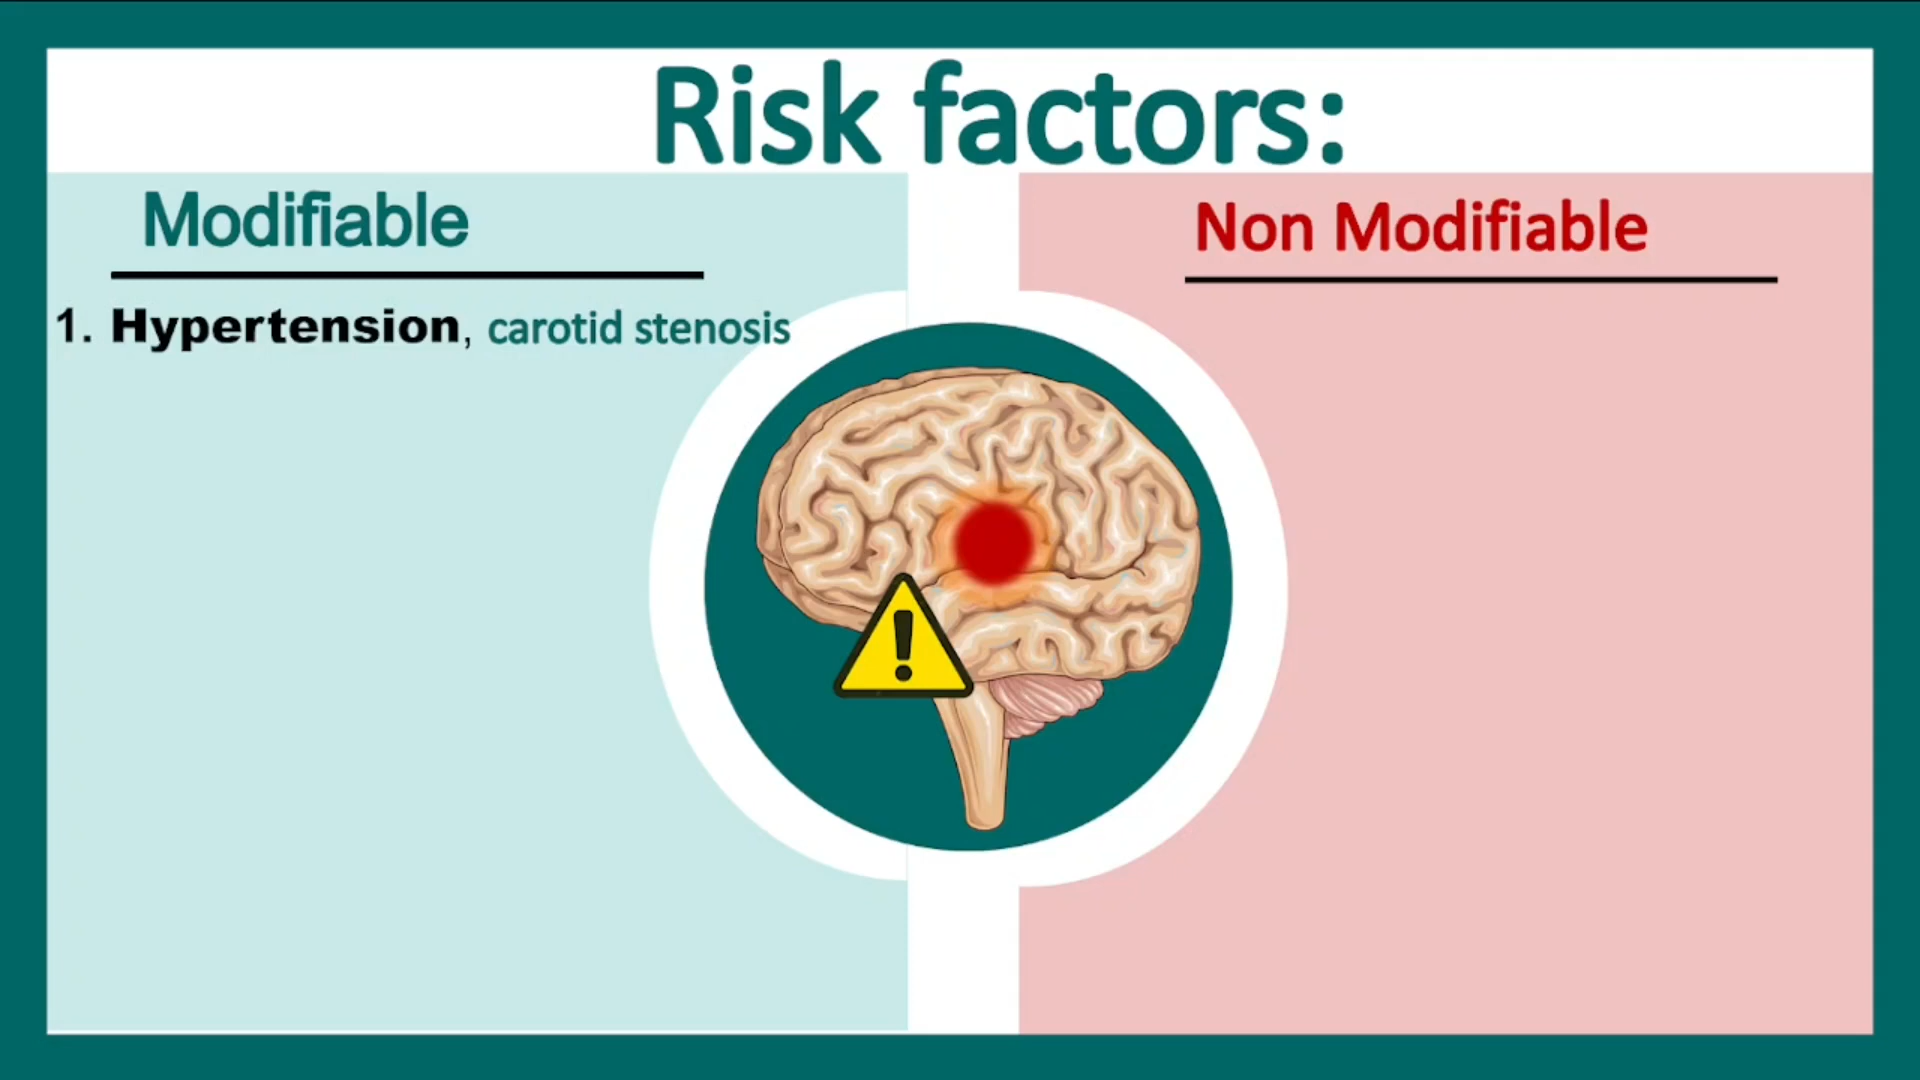 Risk factors:
Modifiable
Non Modifiable
1. Hypertension, carotid stenosis